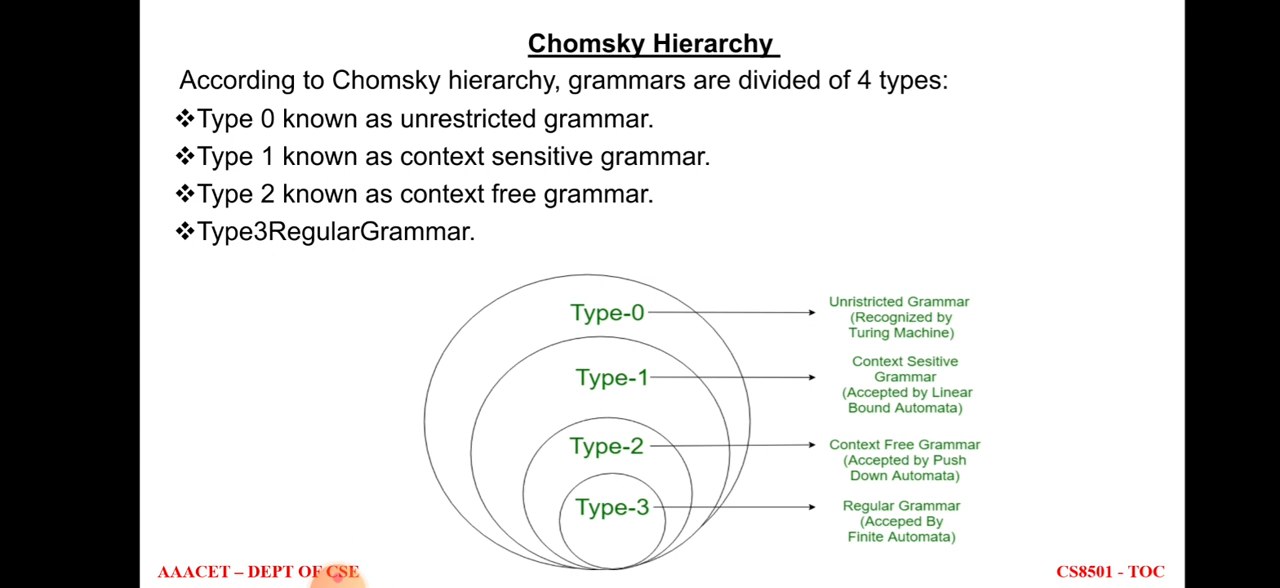 Chomsky Hierarchy
According to Chomsky hierarchy, grammars are divided of 4 types:
❖Type 0 known as unrestricted grammar.
❖Type 1 known as context sensitive grammar.
❖Type 2 known as context free grammar.
❖Type3RegularGrammar.
Type-0
Unristricted Grammar
(Recognized by
Turing Machine)
Type-1
Context Sesitive
Grammar
(Accepted by Linear
Bound Automata)
Type-2
Context Free Grammar
(Accepted by Push
Down Automata)
Type-3
Regular Grammar
(Acceped By
Finite Automata)
AAACET – DEPT OF CSE
CS8501 - TOC